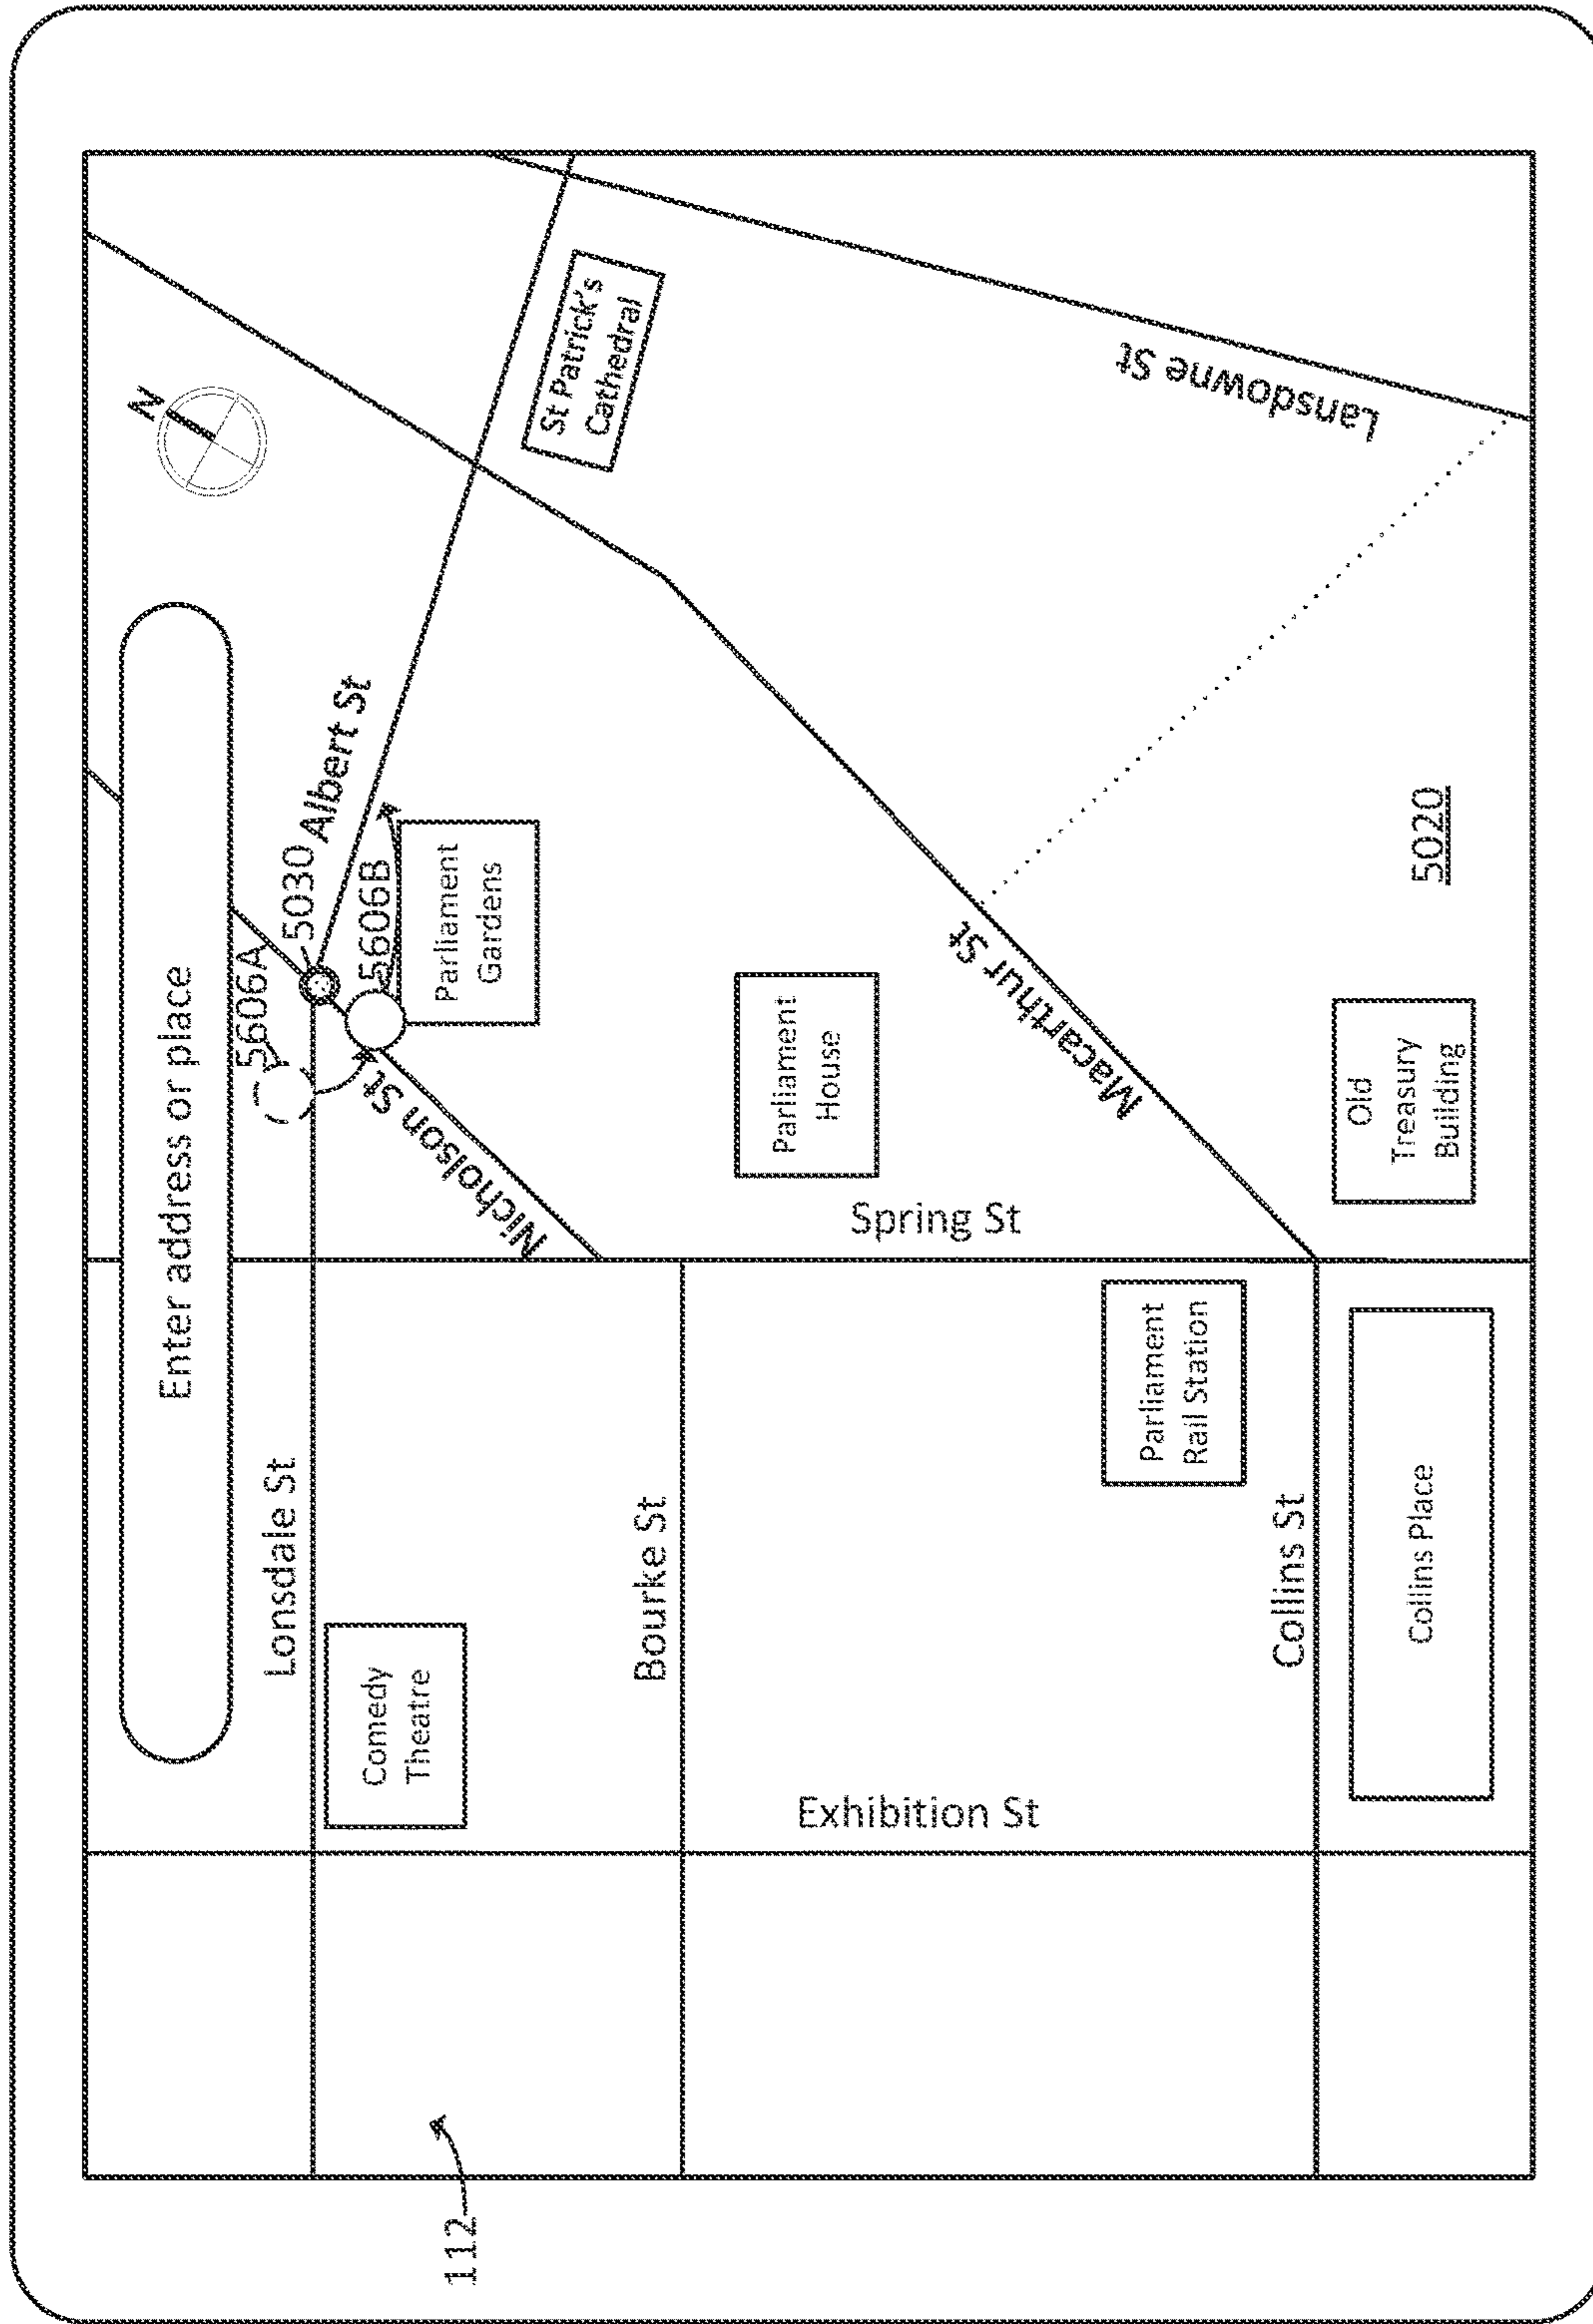 Enter address or place
N
5606A
5030
Albert St
5606B
Lonsdale St
Nicholson St
Parliament
Gardens
St Patrick's
Cathedral
Comedy
Theatre
112
Bourke St
Parliament
House
Spring St
Exhibition St
Macarthur St
Lansdowne St
Parliament
Rail Station
Collins St
Old
Treasury
Building
5020
Collins Place